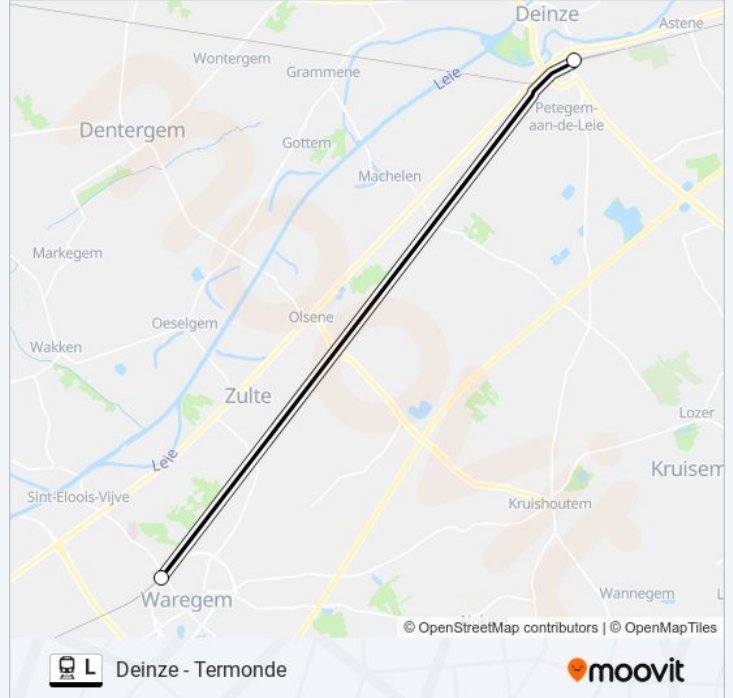 Deinze
Astene
Wontergem
Grammene
Leie
Petegem-
aan-de-Leie
Dentergem
Gottem
Machelen
Markegem
Olsene
Oeselgem
Wakken
Zulte
Lozer
Leie
Kruisem
Sint-Eloois-Vijve
Kruishoutem
Wannegem
Waregem
© OpenStreetMap contributors | © OpenMapTiles
L Deinze - Termonde
moovit